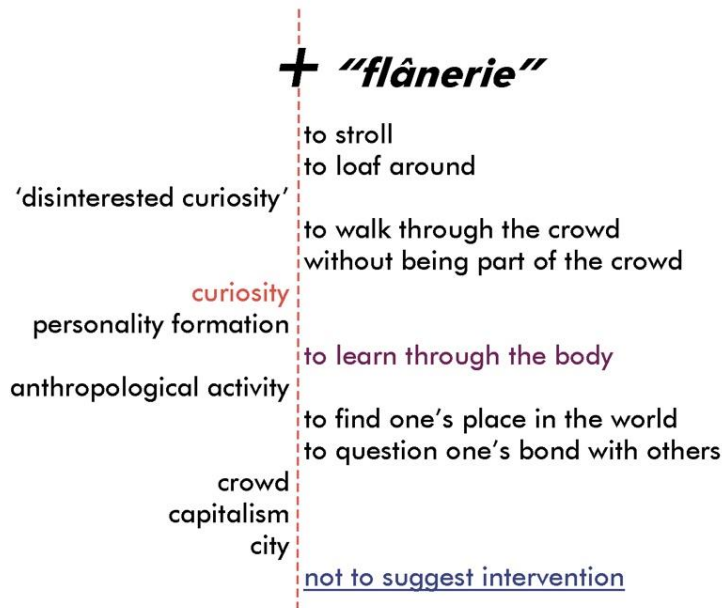 + “flânerie”
to stroll
to loaf around
‘disinterested curiosity’
to walk through the crowd
without being part of the crowd
curiosity
personality formation
to learn through the body
anthropological activity
to find one’s place in the world
to question one’s bond with others
crowd
capitalism
city
not to suggest intervention